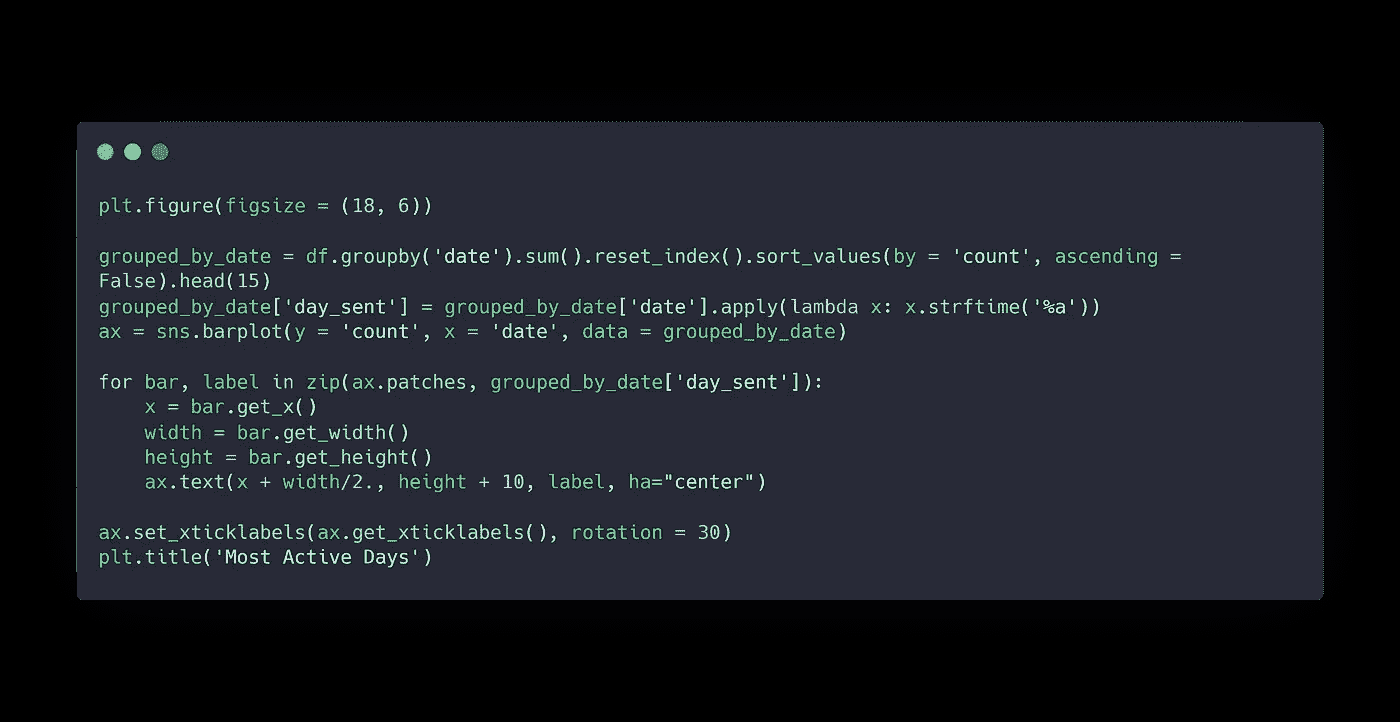 plt.figure(figsize = (18, 6))
grouped_by_date = df.groupby('date').sum().reset_index().sort_values(by = 'count', ascending =
False).head(15)
grouped_by_date['day_sent'] = grouped_by_date['date'].apply(lambda x: x.strftime('%a'))
ax = sns.barplot(y = 'count', x = 'date', data = grouped_by_date)
for bar, label in zip(ax.patches, grouped_by_date['day_sent']):
    x = bar.get_x()
    width = bar.get_width()
    height = bar.get_height()
    ax.text(x + width/2., height + 10, label, ha="center")
ax.set_xticklabels(ax.get_xticklabels(), rotation = 30)
plt.title('Most Active Days')